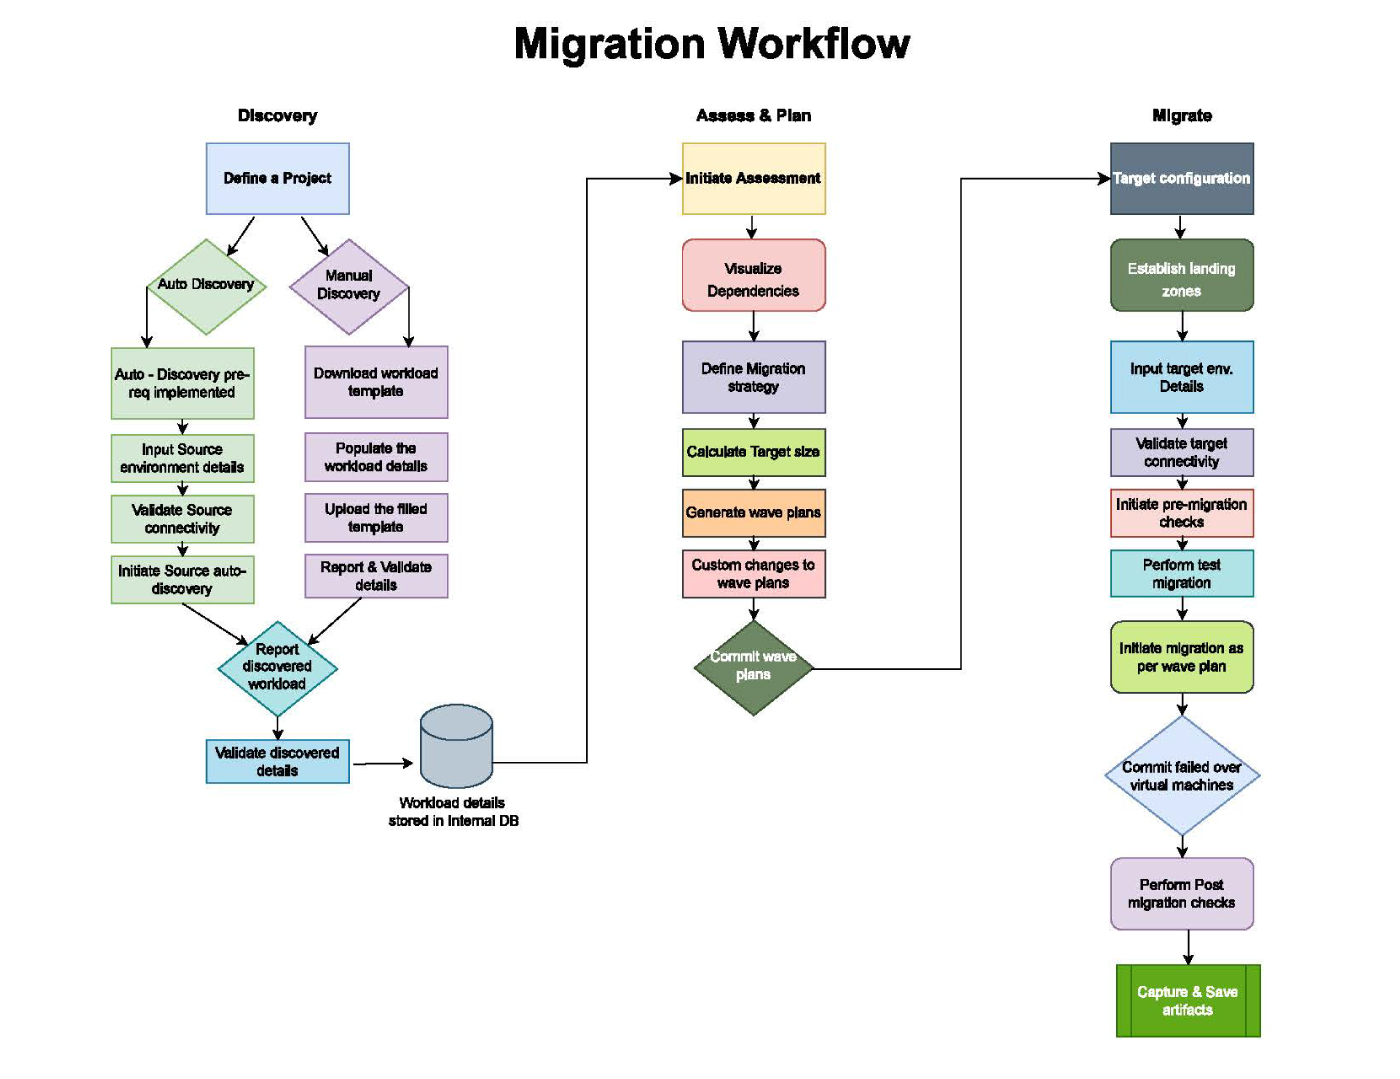 Migration Workflow
Discovery
Define a Project
Auto Discovery
Manual
Discovery
Auto - Discovery pre-
req implemented
Input Source
environment details
Validate Source
connectivity
Initiate Source auto-
discovery
Download workload
template
Populate the
workload details
Upload the filled
template
Report & Validate
details
Report
discovered
workload
Validate discovered
details
Workload details
stored in Internal DB
Assess & Plan
Initiate Assessment
Visualize
Dependencies
Define Migration
strategy
Calculate Target size
Generate wave plans
Custom changes to
wave plans
Commit wave
plans
Migrate
Target configuration
Establish landing
zones
Input target env.
Details
Validate target
connectivity
Initiate pre-migration
checks
Perform test
migration
Initiate migration as
per wave plan
Commit failed over
virtual machines
Perform Post
migration checks
Capture & Save
artifacts